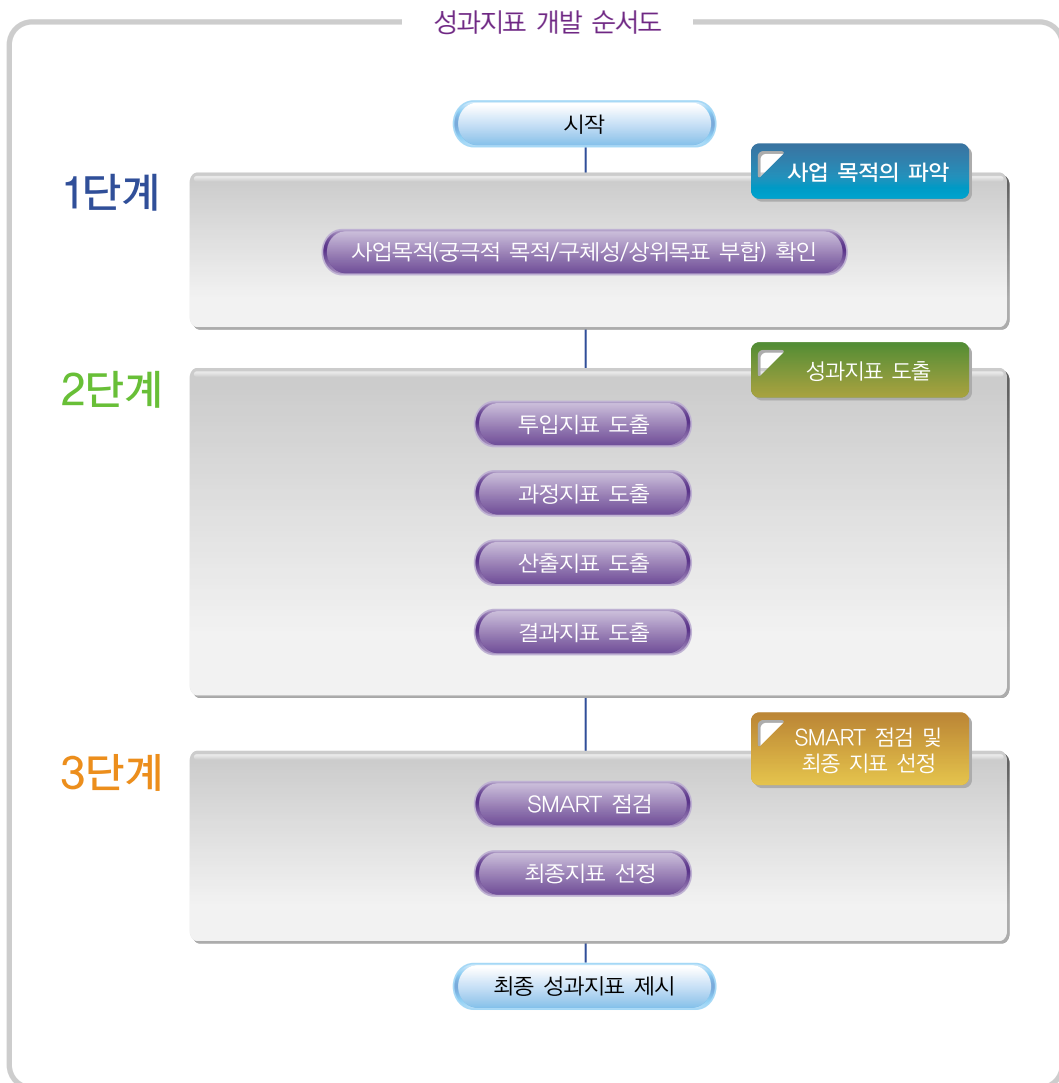 성과지표 개발 순서도
시작
1단계
사업 목적의 파악
사업목적(궁극적 목적/구체성/상위목표 부합) 확인
2단계
성과지표 도출
투입지표 도출
과정지표 도출
산출지표 도출
결과지표 도출
3단계
SMART 점검 및
최종 지표 선정
SMART 점검
최종지표 선정
최종 성과지표 제시